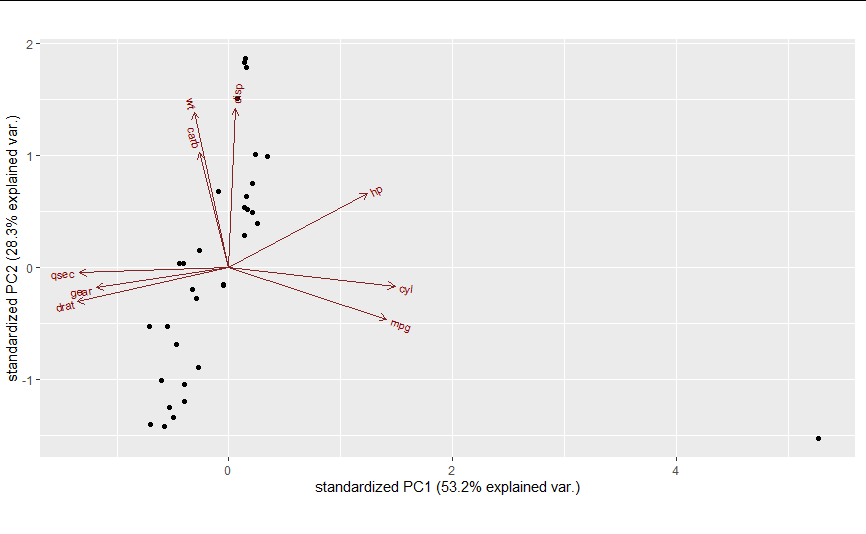 2
wt
disp
carb
1
hp
0
qsec
gear
drat
cyl
mpg
-1
0
2
4
standardized PC1 (53.2% explained var.)
standardized PC2 (28.3% explained var.)